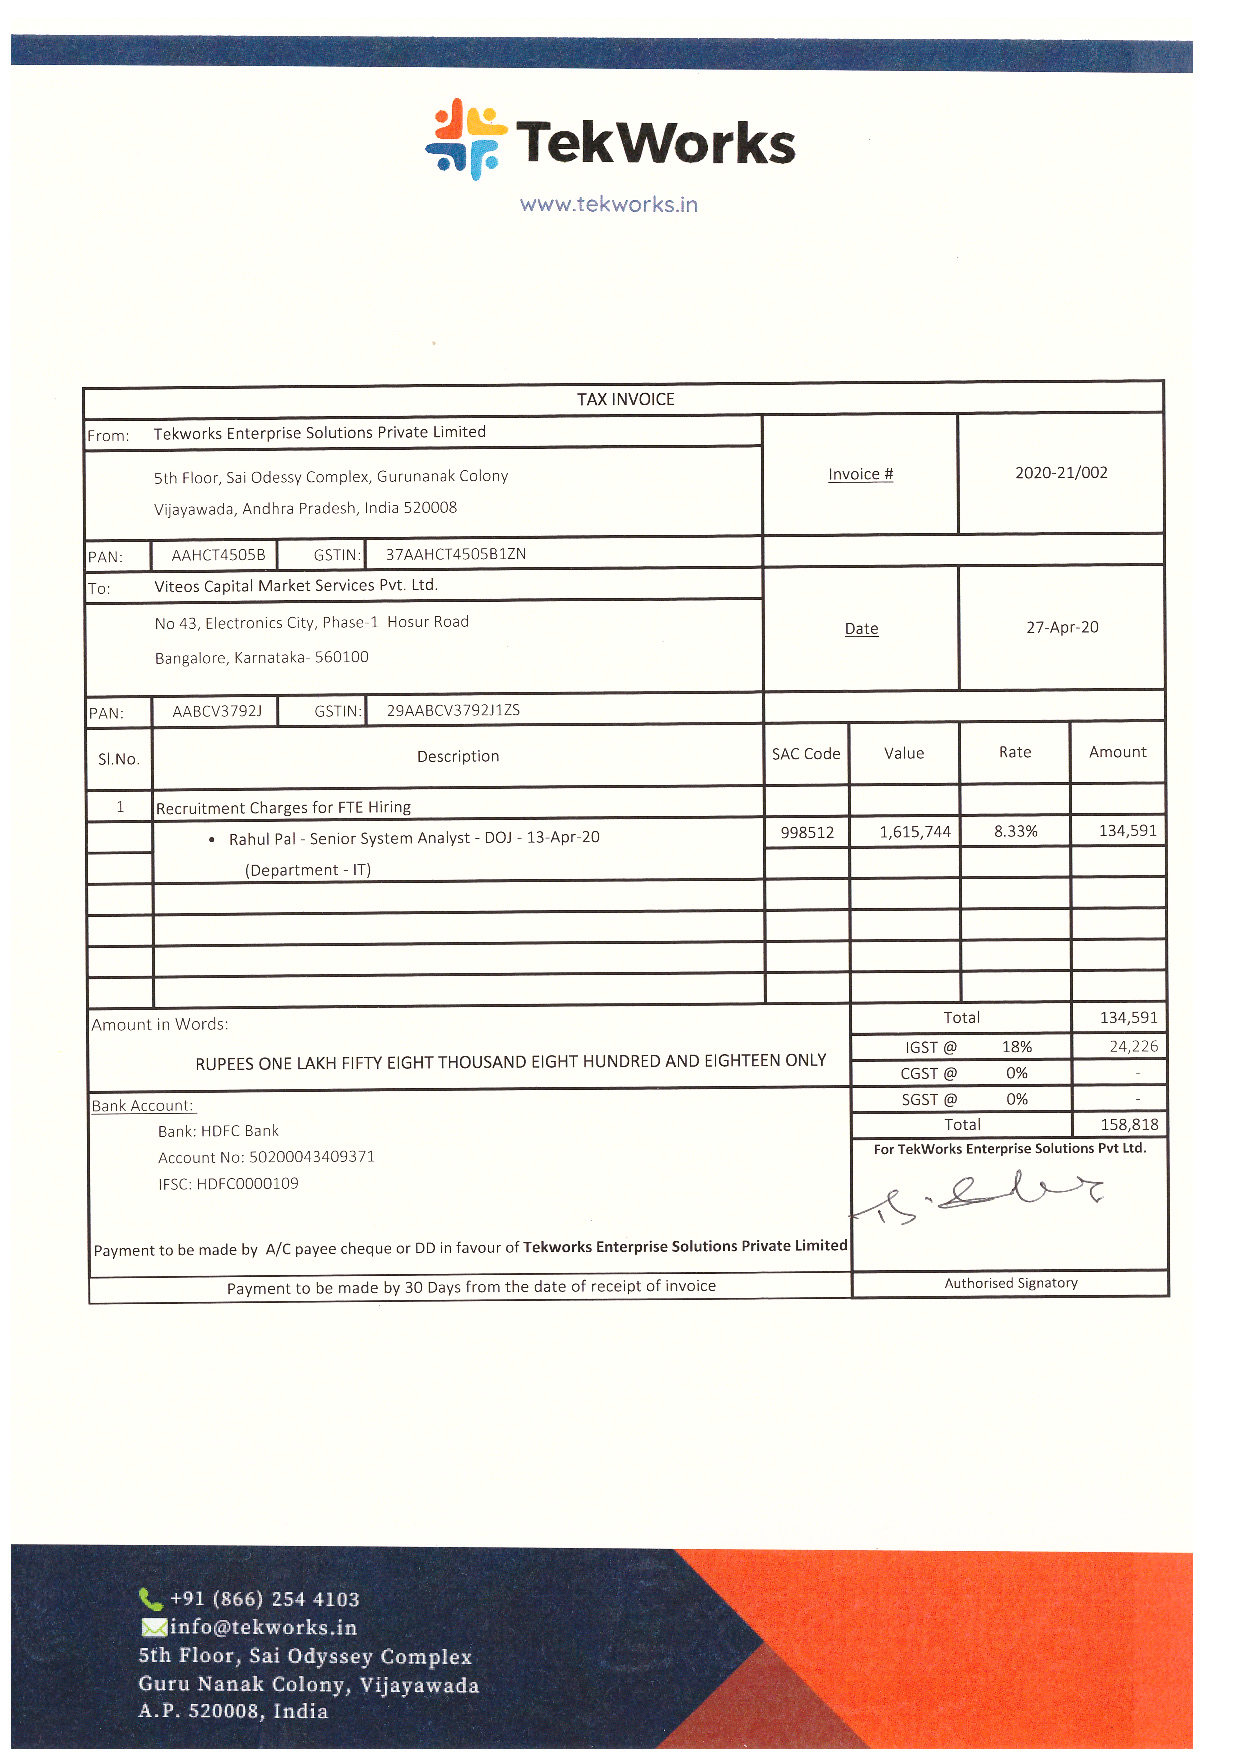 TekWorks
www.tekworks.in
TAX INVOICE
From: Tekworks Enterprise Solutions Private Limited
5th Floor, Sai Odessy Complex, Gurunanak Colony
Vijayawada, Andhra Pradesh, India 520008
Invoice # 2020-21/002
PAN: AAHCT4505B GSTIN: 37AAHCT4505B1ZN
To: Viteos Capital Market Services Pvt. Ltd.
No 43, Electronics City, Phase-1 Hosur Road
Bangalore, Karnataka- 560100
Date 27-Apr-20
PAN: AABCV3792J GSTIN: 29AABCV3792J1ZS
Sl.No. Description SAC Code Value Rate Amount
1 Recruitment Charges for FTE Hiring
• Rahul Pal - Senior System Analyst - DOJ - 13-Apr-20 998512 1,615,744 8.33% 134,591
(Department - IT)
Total 134,591
Amount in Words:
IGST @ 18% 24,226
RUPEES ONE LAKH FIFTY EIGHT THOUSAND EIGHT HUNDRED AND EIGHTEEN ONLY
CGST @ 0% -
SGST @ 0% -
Bank Account:
Total 158,818
Bank: HDFC Bank
For TekWorks Enterprise Solutions Pvt Ltd.
Account No: 50200043409371
IFSC: HDFC0000109
Payment to be made by A/C payee cheque or DD in favour of Tekworks Enterprise Solutions Private Limited
Payment to be made by 30 Days from the date of receipt of invoice
Authorised Signatory
+91 (866) 254 4103
info@tekworks.in
5th Floor, Sai Odyssey Complex
Guru Nanak Colony, Vijayawada
A.P. 520008, India